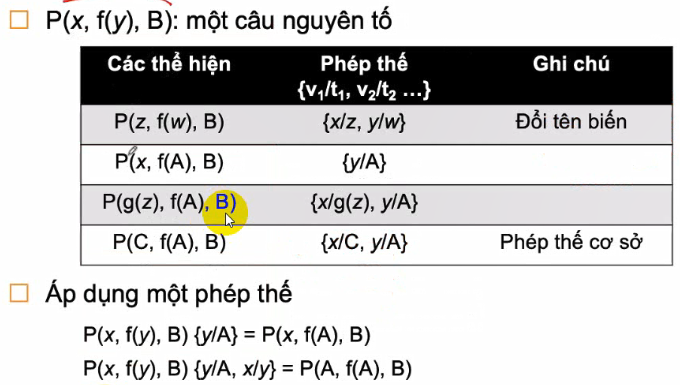 P(x, f(y), B): một câu nguyên tố
Các thể hiện Phép thế Ghi chú
{v₁/t₁, v₂/t₂ …}
P(z, f(w), B) {x/z, y/w} Đổi tên biến
P(x, f(A), B) {y/A}
P(g(z), f(A), B) {x/g(z), y/A}
P(C, f(A), B) {x/C, y/A} Phép thế cơ sở
Áp dụng một phép thế
P(x, f(y), B) {y/A} = P(x, f(A), B)
P(x, f(y), B) {y/A, x/y} = P(A, f(A), B)